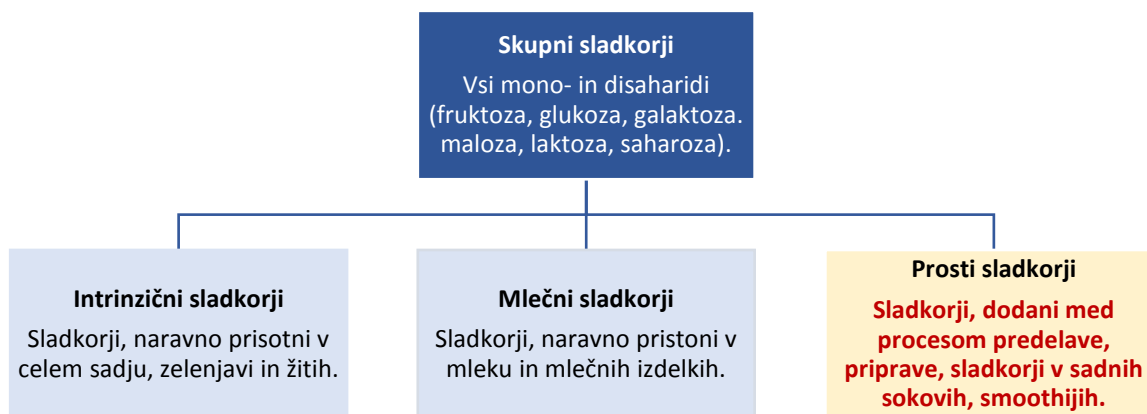 Skupni sladkorji
Vsi mono- in disaharidi
(fruktoza, glukoza, galaktoza.
maloza, laktoza, saharoza).
Intrinzični sladkorji
Sladkorji, naravno prisotni v
celem sadju, zelenjavi in žitih.
Mlečni sladkorji
Sladkorji, naravno pristoni v
mleku in mlečnih izdelkih.
Prosti sladkorji
Sladkorji, dodani med
procesom predelave,
priprave, sladkorji v sadnih
sokovih, smoothijih.